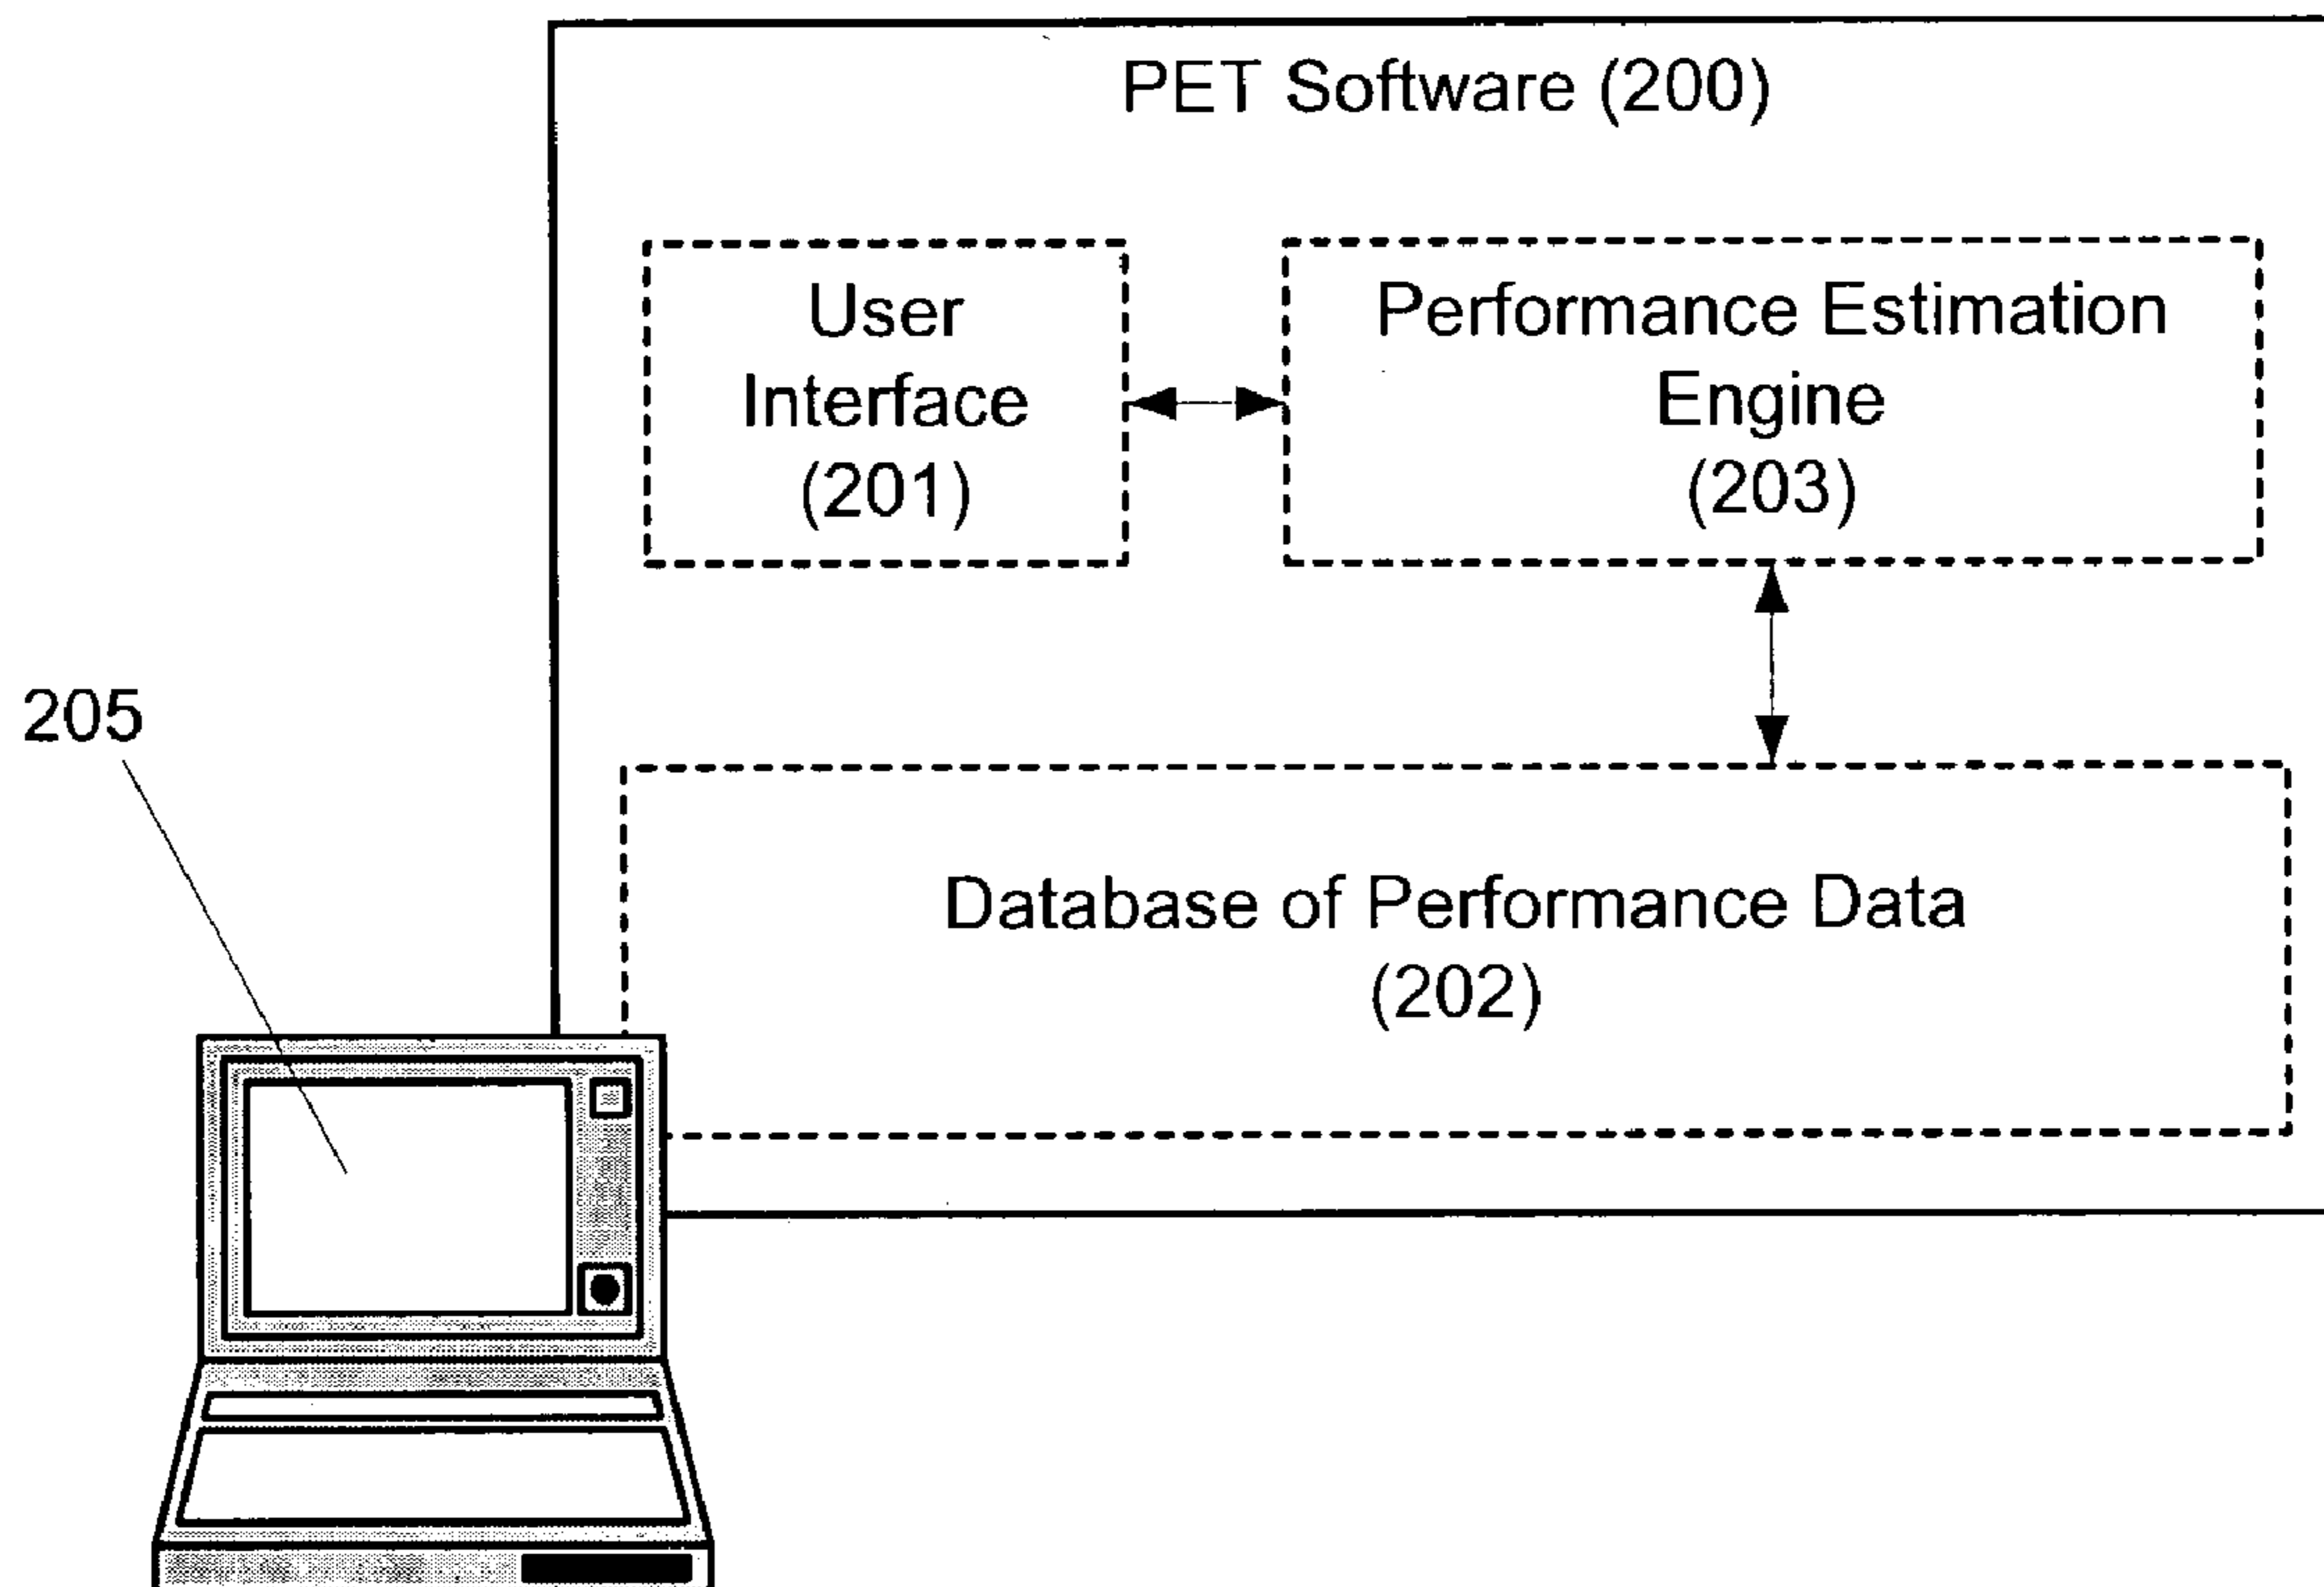 PET Software (200)
User
Interface
(201)
Performance Estimation
Engine
(203)
205
Database of Performance Data
(202)